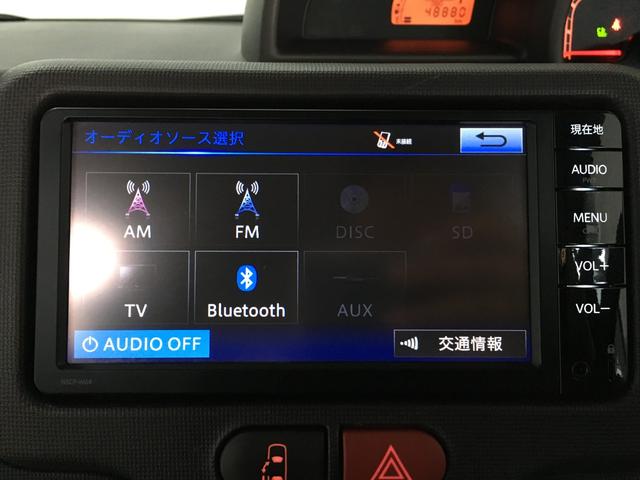 48880
オーディオソース選択
未接続
現在地
AUDIO
AM
FM
DISC
SD
MENU
VOL+
TV
Bluetooth
AUX
VOL−
AUDIO OFF
交通情報
NSCP-W64